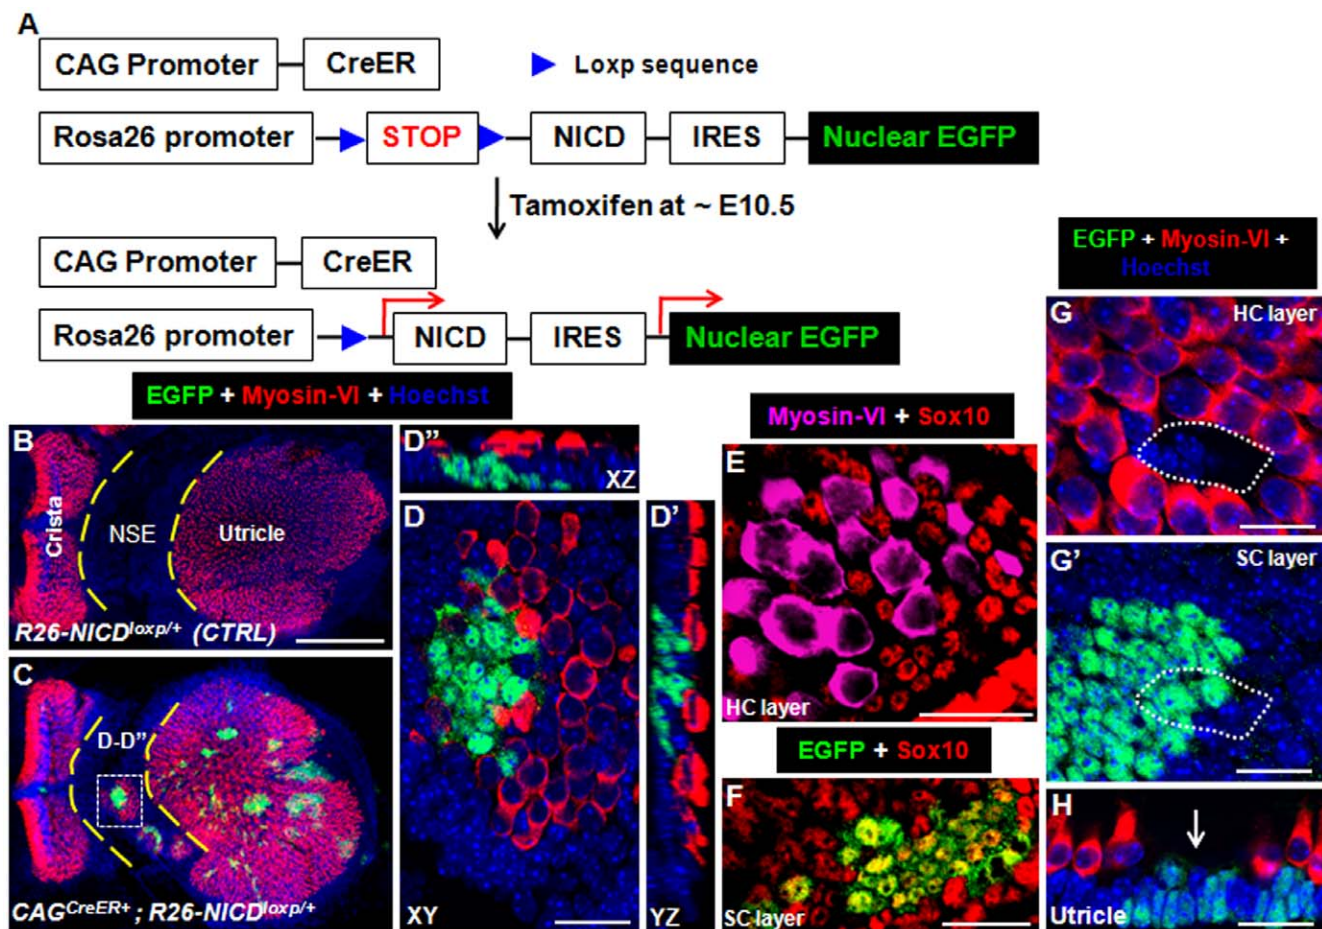 A
CAG Promoter CreER Loxp sequence
Rosa26 promoter STOP NICD IRES Nuclear EGFP
Tamoxifen at ~ E10.5
CAG Promoter CreER
Rosa26 promoter NICD IRES Nuclear EGFP
EGFP + Myosin-VI + Hoechst
B
Crista
NSE
Utricle
R26-NICDloxp/+ (CTRL)
C
D-D"
CAGCreER+; R26-NICDloxp/+
D"
XZ
D
XY
D'
YZ
Myosin-VI + Sox10
E
HC layer
EGFP + Sox10
F
SC layer
EGFP + Myosin-VI +
Hoechst
G
HC layer
G'
SC layer
H
Utricle